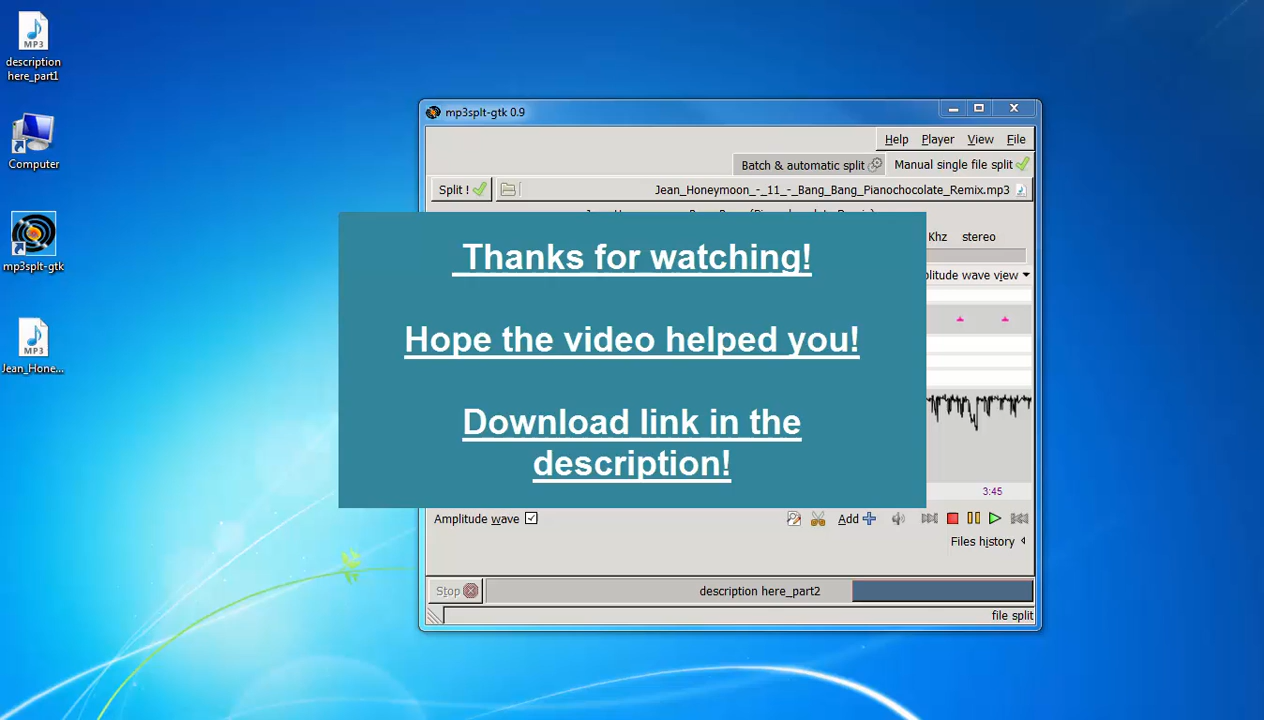 description
here_part1
Computer
mp3splt-gtk
Jean_Hone...
mp3splt-gtk 0.9
Help Player View File
Batch & automatic split Manual single file split
Split ! Jean_Honeymoon_-_11_-_Bang_Bang_Pianochocolate_Remix.mp3
Khz stereo
plitude wave view
Thanks for watching!
Hope the video helped you!
Download link in the
description!
3:45
Amplitude wave Add
Files history
Stop description here_part2
file split